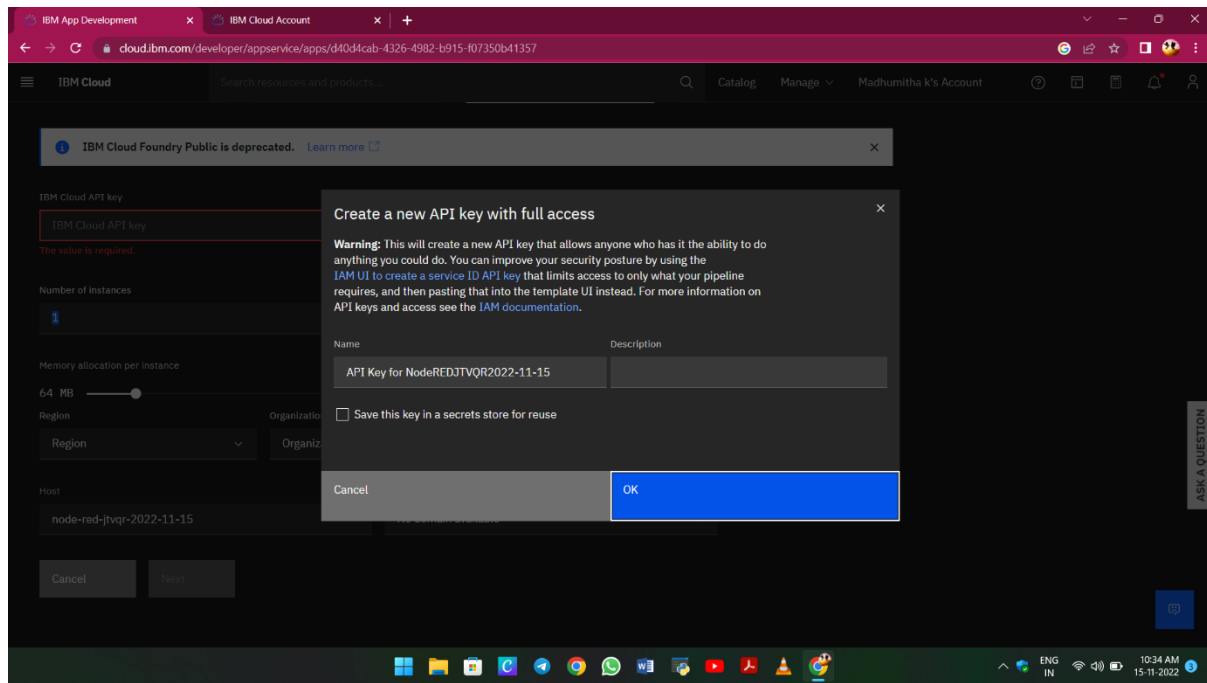 IBM App Development
IBM Cloud Account
cloud.ibm.com/developer/appservice/apps/d40d4cab-4326-4982-b915-f07350b41357
IBM Cloud
Search resources and products...
Catalog
Manage
Madhumitha k's Account
IBM Cloud Foundry Public is deprecated. Learn more
IBM Cloud API key
IBM Cloud API key
The value is required.
Number of instances
1
Memory allocation per instance
64 MB
Region
Organizatio
Region
Organiz
Host
node-red-jtvqr-2022-11-15
Cancel
Next
Create a new API key with full access
Warning: This will create a new API key that allows anyone who has it the ability to do
anything you could do. You can improve your security posture by using the
IAM UI to create a service ID API key that limits access to only what your pipeline
requires, and then pasting that into the template UI instead. For more information on
API keys and access see the IAM documentation.
Name
Description
API Key for NodeREDJTVQR2022-11-15
Save this key in a secrets store for reuse
Cancel
OK
ASK A QUESTION
ENG
IN
10:34 AM
15-11-2022
3